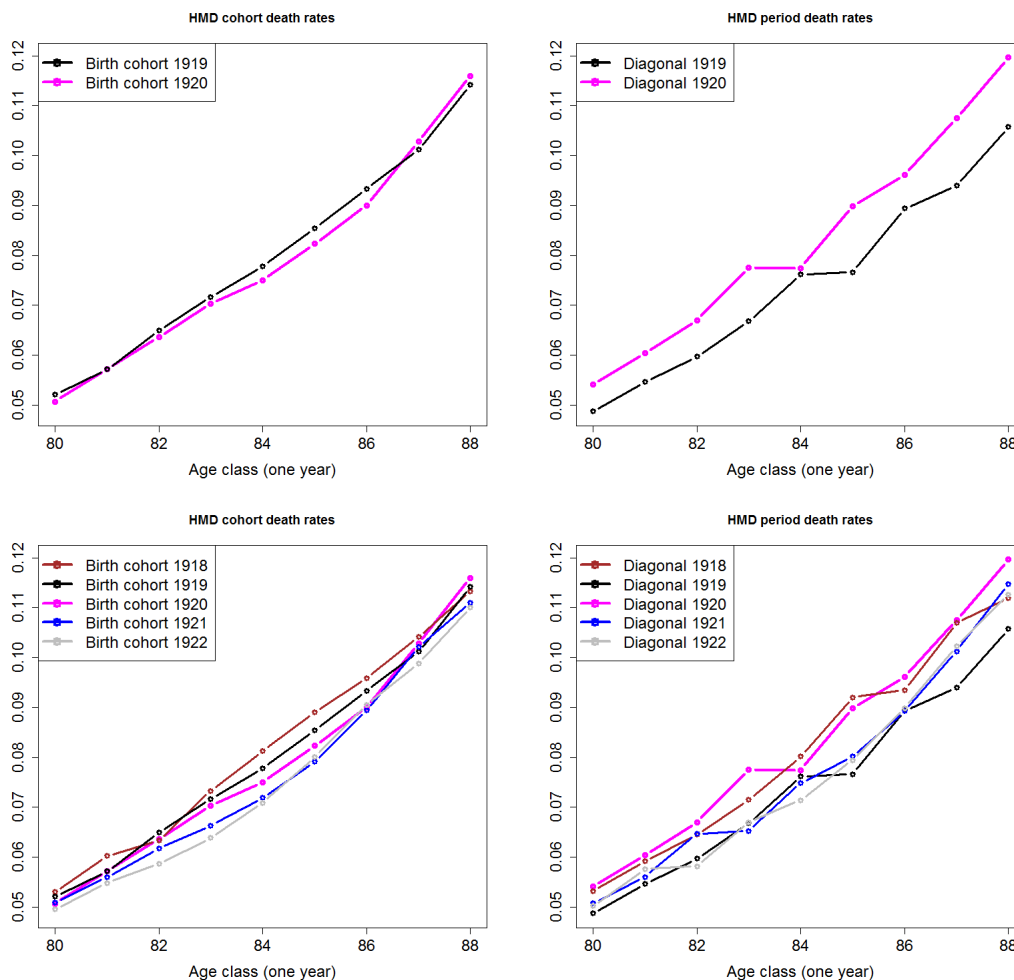 HMD cohort death rates
Birth cohort 1919
Birth cohort 1920
0.12
0.11
0.10
0.09
0.08
0.07
0.06
0.05
80 82 84 86 88
Age class (one year)
HMD period death rates
Diagonal 1919
Diagonal 1920
0.12
0.11
0.10
0.09
0.08
0.07
0.06
0.05
80 82 84 86 88
Age class (one year)
HMD cohort death rates
Birth cohort 1918
Birth cohort 1919
Birth cohort 1920
Birth cohort 1921
Birth cohort 1922
0.12
0.11
0.10
0.09
0.08
0.07
0.06
0.05
80 82 84 86 88
Age class (one year)
HMD period death rates
Diagonal 1918
Diagonal 1919
Diagonal 1920
Diagonal 1921
Diagonal 1922
0.12
0.11
0.10
0.09
0.08
0.07
0.06
0.05
80 82 84 86 88
Age class (one year)